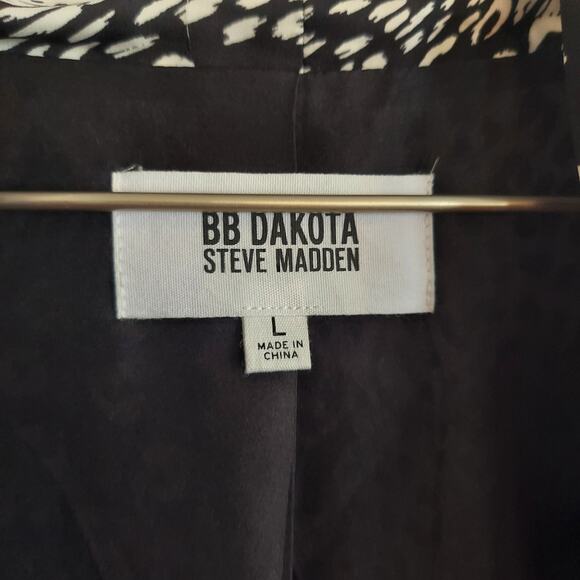 BB DAKOTA
STEVE MADDEN
L
MADE IN
CHINA